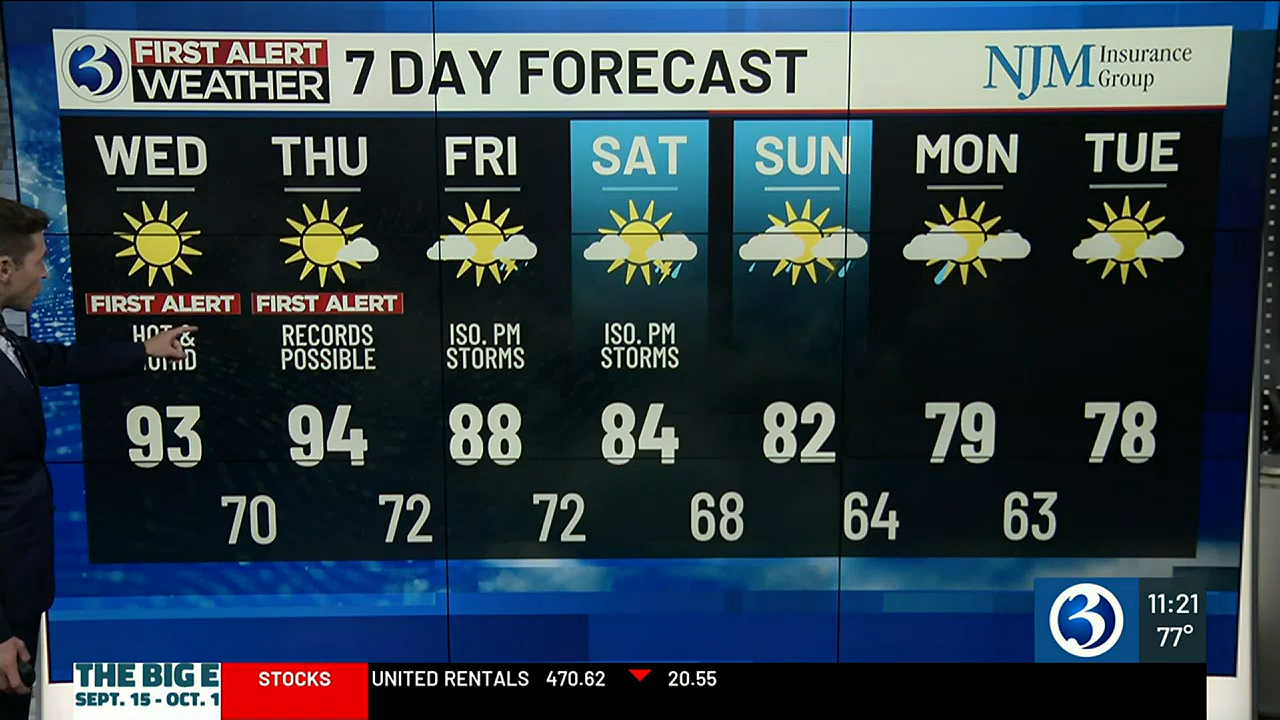 3 FIRST ALERT
WEATHER
7 DAY FORECAST
NJM Insurance
Group
WED THU FRI SAT SUN MON TUE
FIRST ALERT FIRST ALERT
HOT &
RECORDS
POSSIBLE
ISO. PM
STORMS
ISO. PM
STORMS
93 94 88 84 82 79 78
70 72 72 68 64 63
3 11:21
77°
THE BIG E
SEPT. 15 - OCT. 1
STOCKS UNITED RENTALS 470.62 20.55